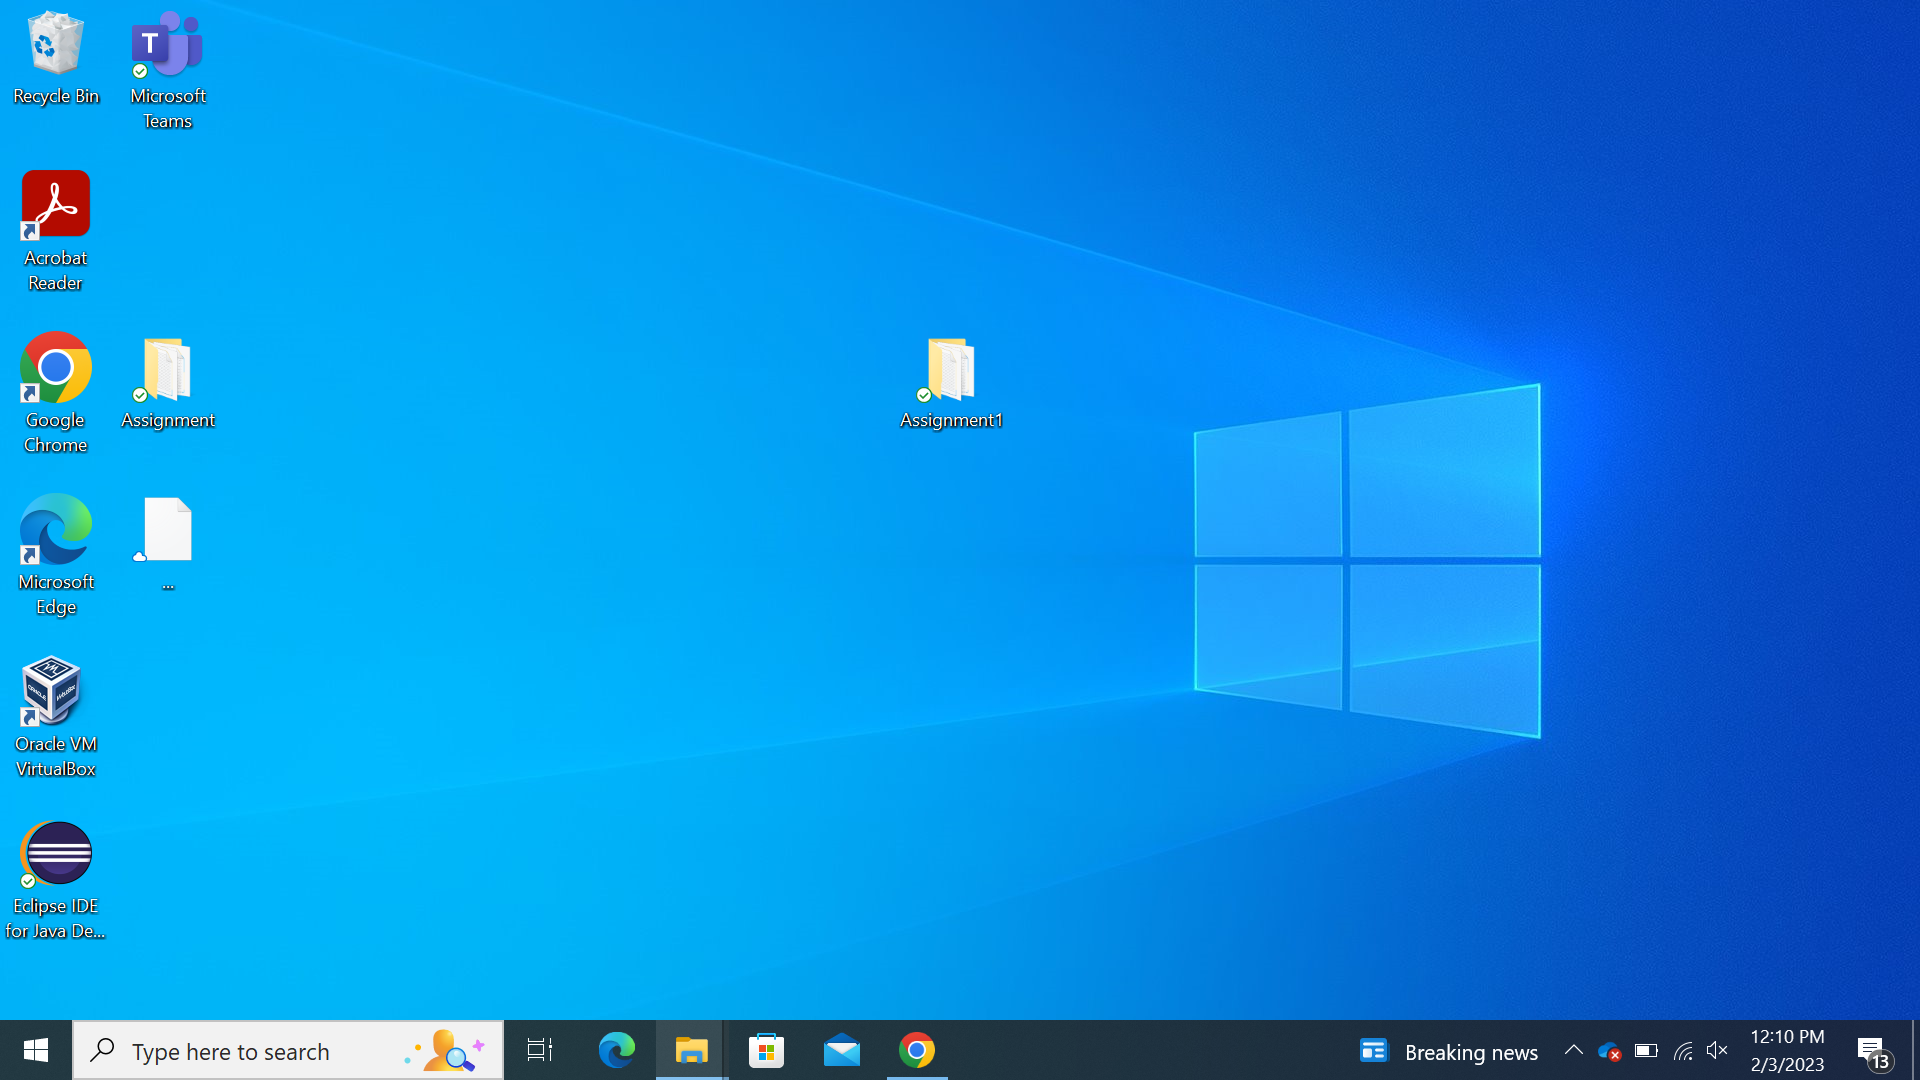 Recycle Bin
Microsoft
Teams
Acrobat
Reader
Google
Chrome
Assignment
Assignment1
Microsoft
Edge
...
Oracle VM
VirtualBox
Eclipse IDE
for Java De...
Type here to search
Breaking news
12:10 PM
2/3/2023
13